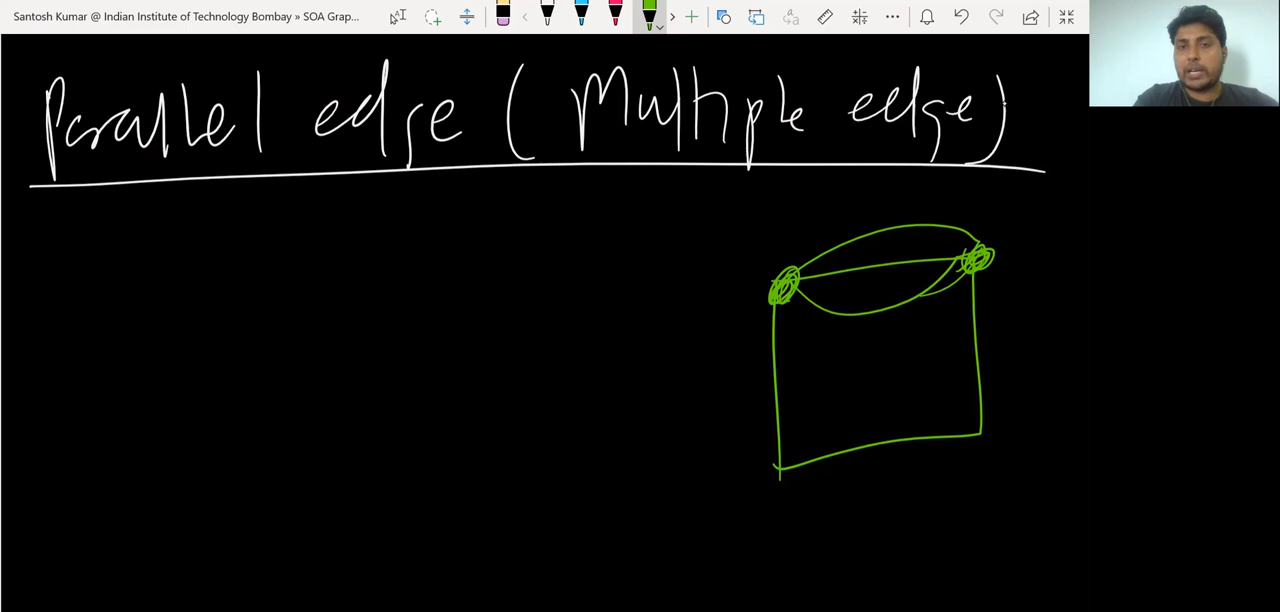 Santosh Kumar @ Indian Institute of Technology Bombay » SOA Grap...
Parallel edge ( Multiple edge)